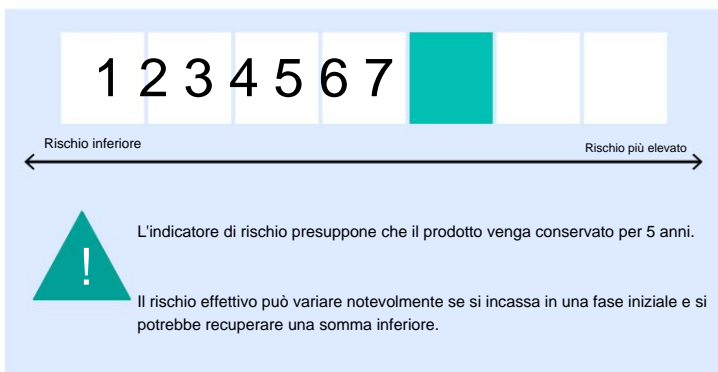 1 2 3 4 5 6 7
Rischio inferiore
Rischio più elevato
!
L'indicatore di rischio presuppone che il prodotto venga conservato per 5 anni.
Il rischio effettivo può variare notevolmente se si incassa in una fase iniziale e si
potrebbe recuperare una somma inferiore.